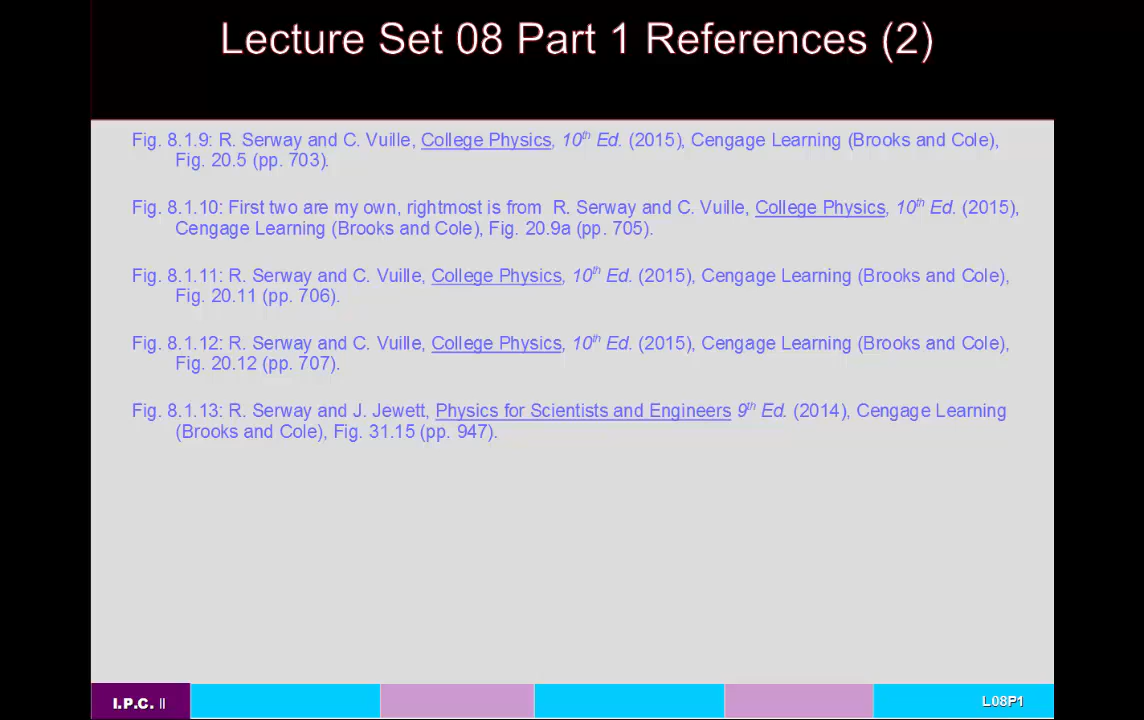 Lecture Set 08 Part 1 References (2)
Fig. 8.1.9: R. Serway and C. Vuille, College Physics, 10th Ed. (2015), Cengage Learning (Brooks and Cole),
Fig. 20.5 (pp. 703).
Fig. 8.1.10: First two are my own, rightmost is from R. Serway and C. Vuille, College Physics, 10th Ed. (2015),
Cengage Learning (Brooks and Cole), Fig. 20.9a (pp. 705).
Fig. 8.1.11: R. Serway and C. Vuille, College Physics, 10th Ed. (2015), Cengage Learning (Brooks and Cole),
Fig. 20.11 (pp. 706).
Fig. 8.1.12: R. Serway and C. Vuille, College Physics, 10th Ed. (2015), Cengage Learning (Brooks and Cole),
Fig. 20.12 (pp. 707).
Fig. 8.1.13: R. Serway and J. Jewett, Physics for Scientists and Engineers 9th Ed. (2014), Cengage Learning
(Brooks and Cole), Fig. 31.15 (pp. 947).
I.P.C. II
L08P1